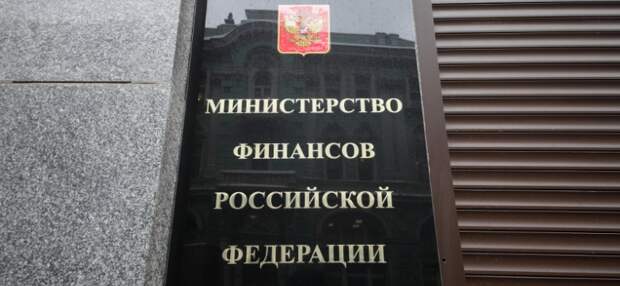 МИНИСТЕРСТВО
ФИНАНСОВ
РОССИЙСКОЙ
ФЕДЕРАЦИИ